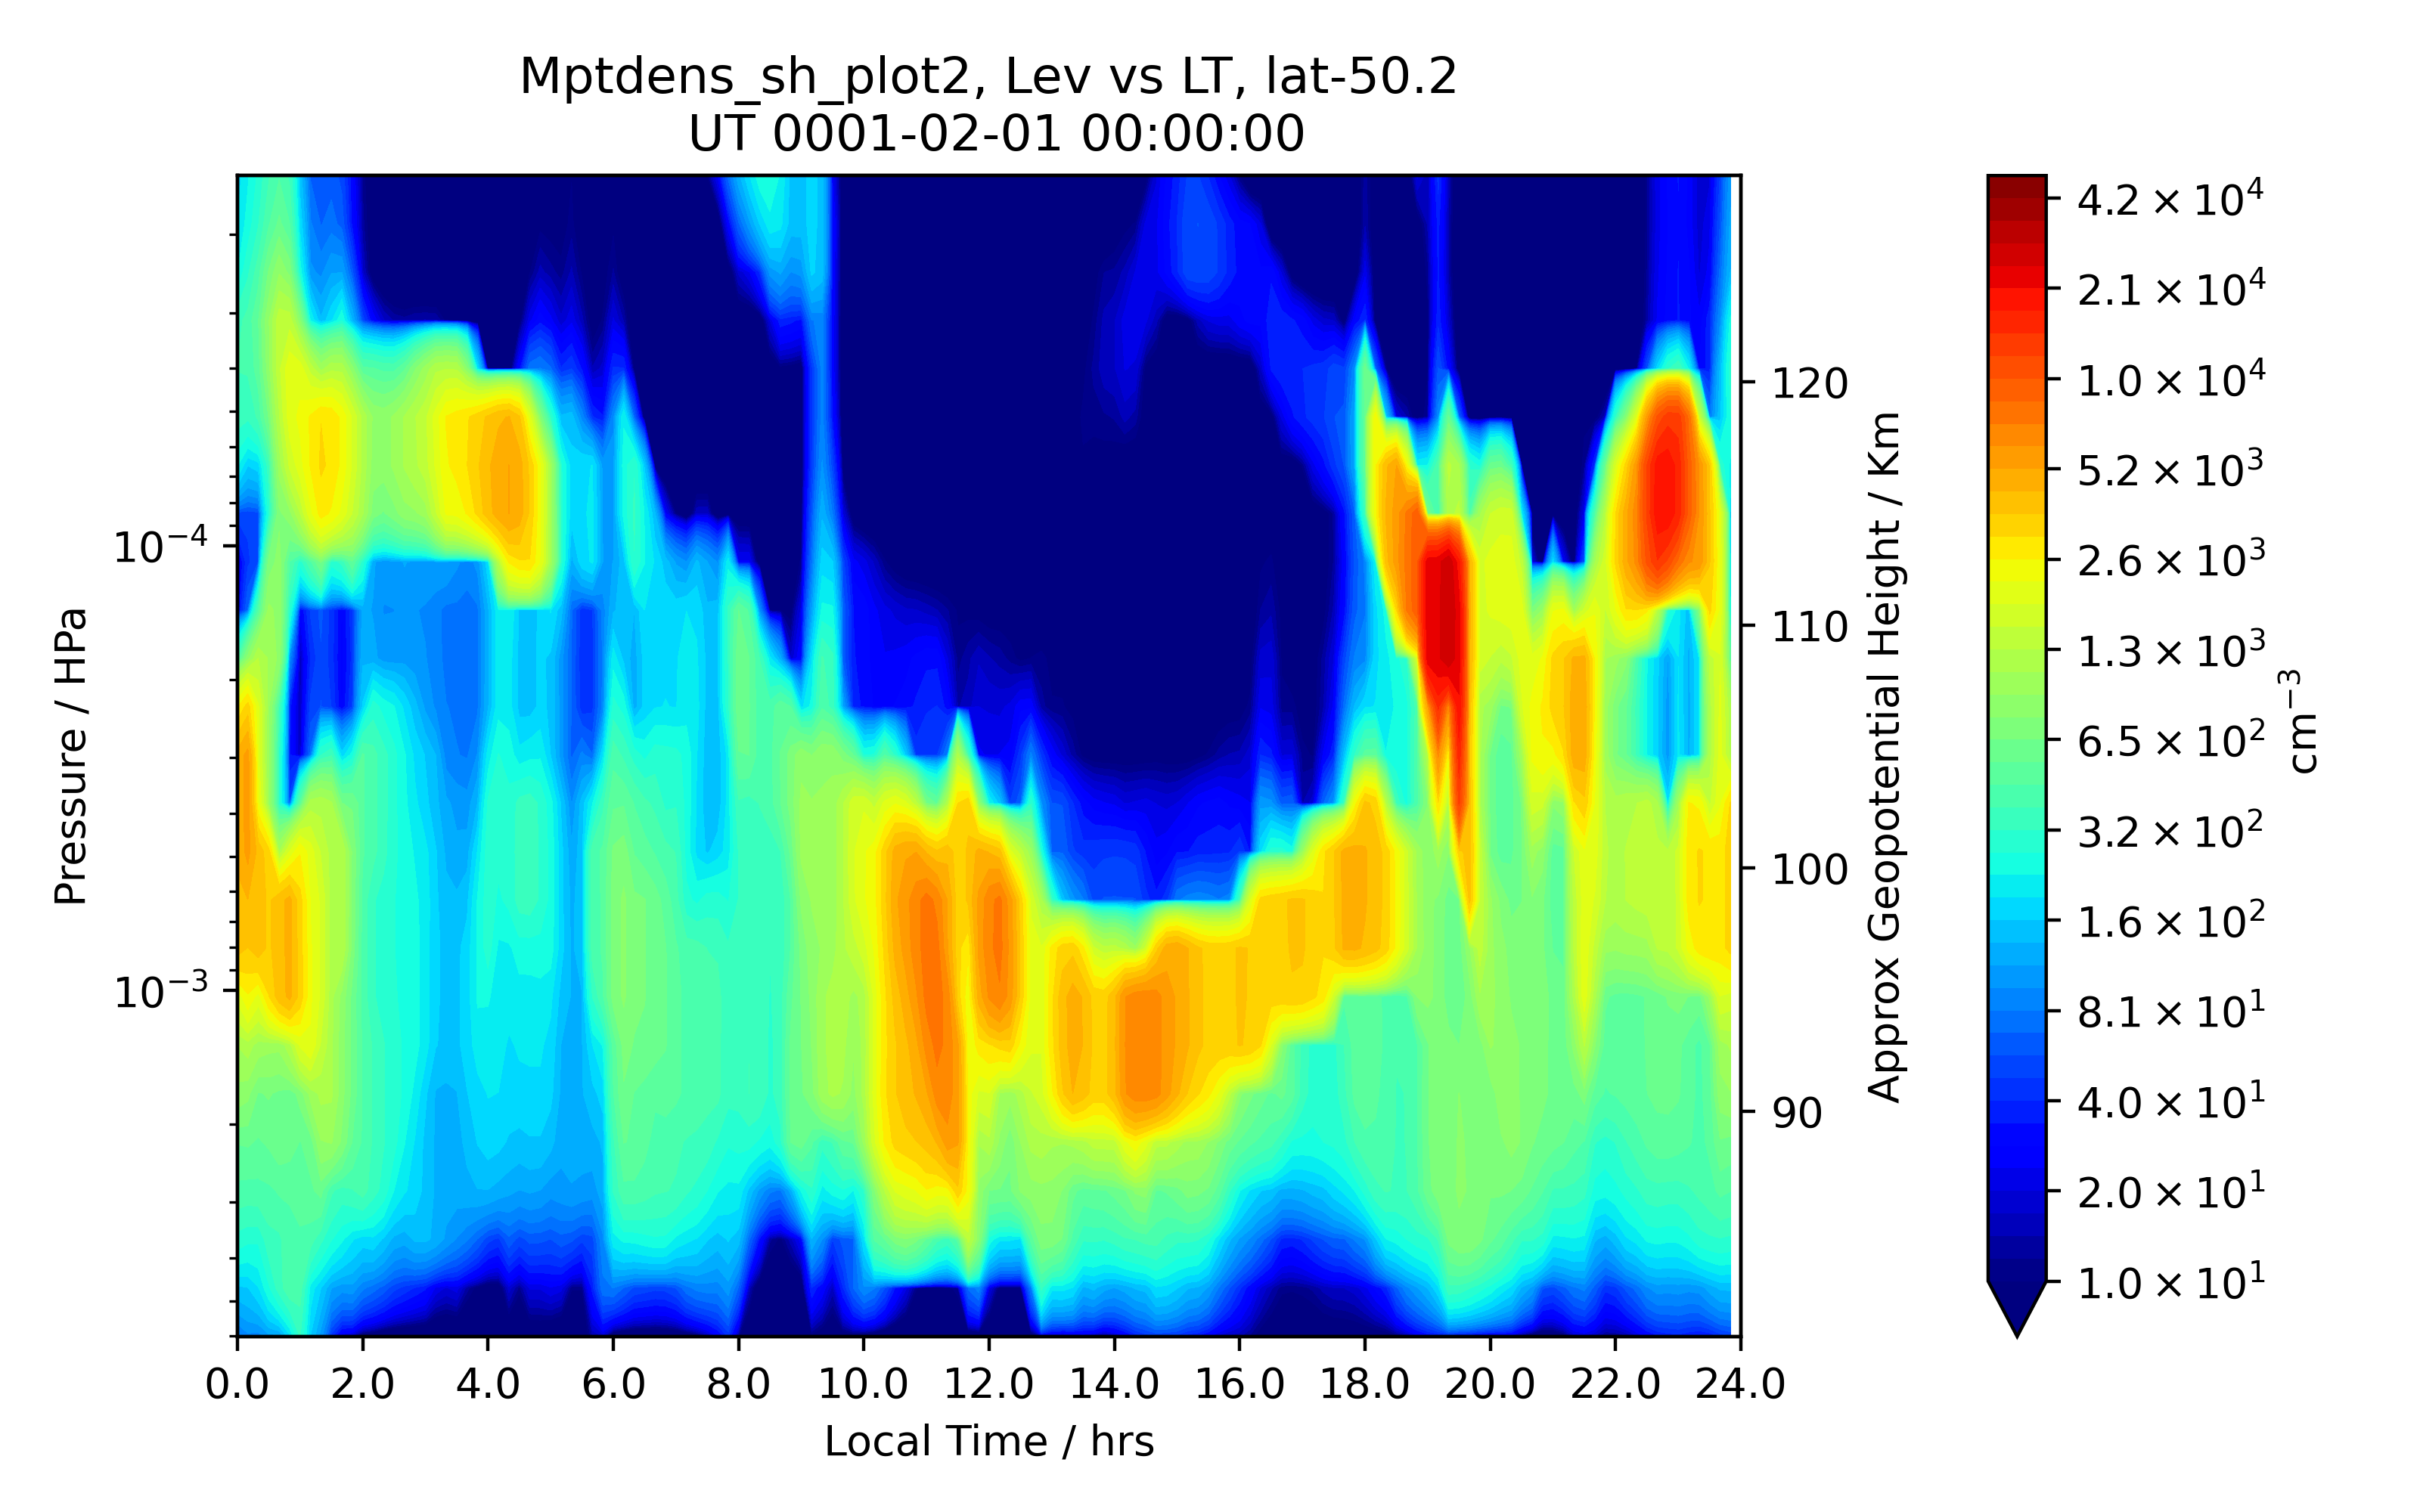 Mptdens_sh_plot2, Lev vs LT, lat-50.2
UT 0001-02-01 00:00:00
Pressure / HPa
10⁻⁴
10⁻³
0.0 2.0 4.0 6.0 8.0 10.0 12.0 14.0 16.0 18.0 20.0 22.0 24.0
Local Time / hrs
120
110
100
90
Approx Geopotential Height / Km
4.2 × 10⁴
2.1 × 10⁴
1.0 × 10⁴
5.2 × 10³
2.6 × 10³
1.3 × 10³
6.5 × 10²
3.2 × 10²
1.6 × 10²
8.1 × 10¹
4.0 × 10¹
2.0 × 10¹
1.0 × 10¹
cm⁻³